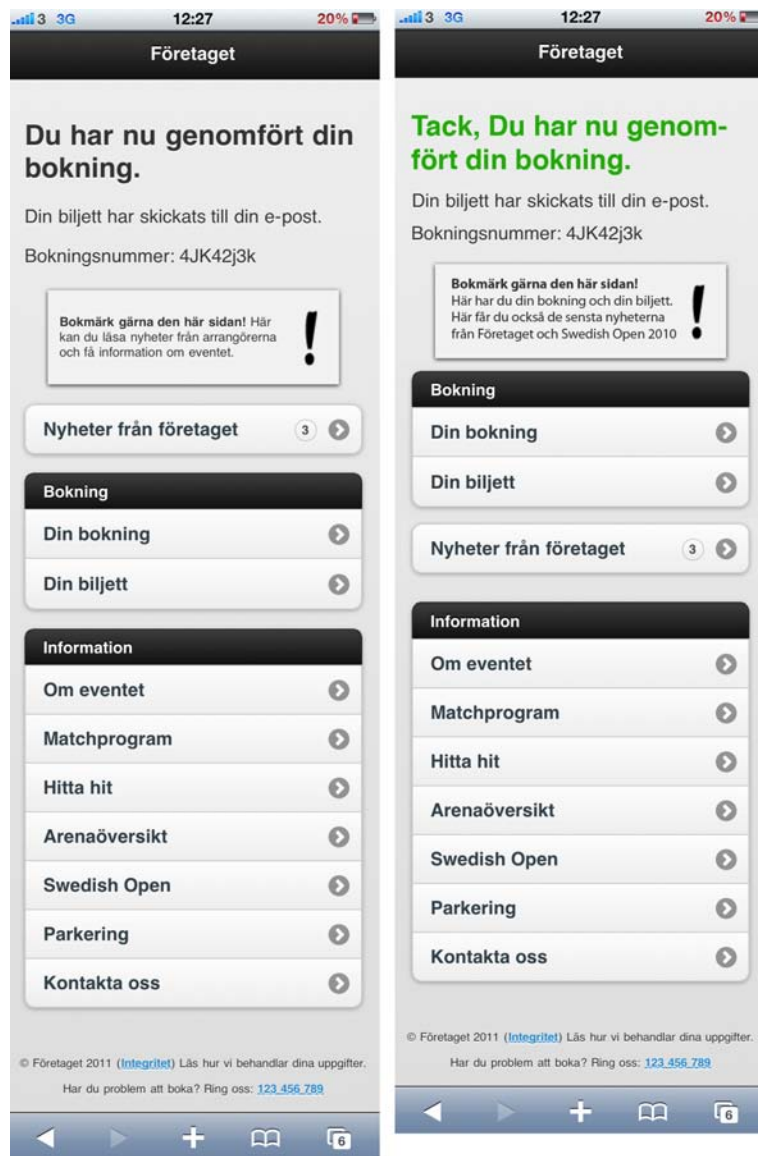 3 3G 12:27 20%
Företaget
Du har nu genomfört din
bokning.
Din biljett har skickats till din e-post.
Bokningsnummer: 4JK42j3k
Bokmärk gärna den här sidan! Här
kan du läsa nyheter från arrangörerna
och få information om eventet.
!
Nyheter från företaget 3
Bokning
Din bokning
Din biljett
Information
Om eventet
Matchprogram
Hitta hit
Arenaöversikt
Swedish Open
Parkering
Kontakta oss
© Företaget 2011 (Integritet) Läs hur vi behandlar dina uppgifter.
Har du problem att boka? Ring oss: 123 456 789
6
3 3G 12:27 20%
Företaget
Tack, Du har nu genom-
fört din bokning.
Din biljett har skickats till din e-post.
Bokningsnummer: 4JK42j3k
Bokmärk gärna den här sidan!
Här har du din bokning och din biljett.
Här får du också de sensta nyheterna
från Företaget och Swedish Open 2010
!
Bokning
Din bokning
Din biljett
Nyheter från företaget 3
Information
Om eventet
Matchprogram
Hitta hit
Arenaöversikt
Swedish Open
Parkering
Kontakta oss
© Företaget 2011 (Integritet) Läs hur vi behandlar dina uppgifter.
Har du problem att boka? Ring oss: 123 456 789
6